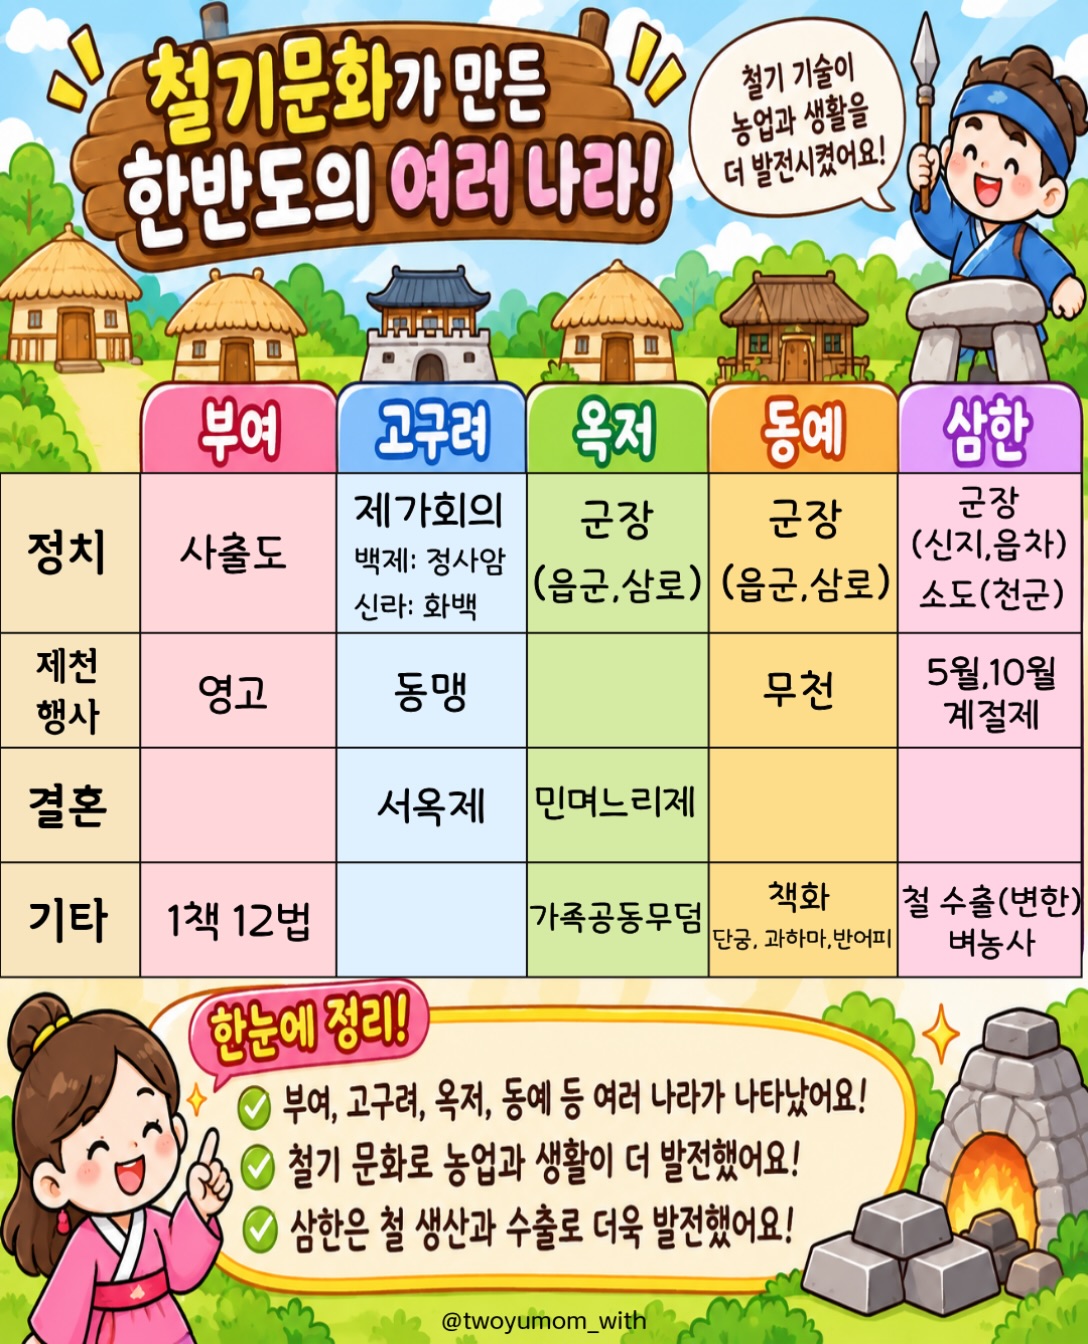 철기문화가 만든
한반도의 여러 나라!
철기 기술이
농업과 생활을
더 발전시켰어요!
부여 고구려 옥저 동예 삼한
정치
사출도
제가회의
백제: 정사암
신라: 화백
군장
(읍군,삼로)
군장
(읍군,삼로)
군장
(신지,읍차)
소도(천군)
제천
행사
영고
동맹
무천
5월,10월
계절제
결혼
서옥제
민며느리제
기타
1책 12법
가족공동무덤
책화
단궁, 과하마,반어피
철 수출(변한)
벼농사
한눈에 정리!
부여, 고구려, 옥저, 동예 등 여러 나라가 나타났어요!
철기 문화로 농업과 생활이 더 발전했어요!
삼한은 철 생산과 수출로 더욱 발전했어요!
@twoyumom_with